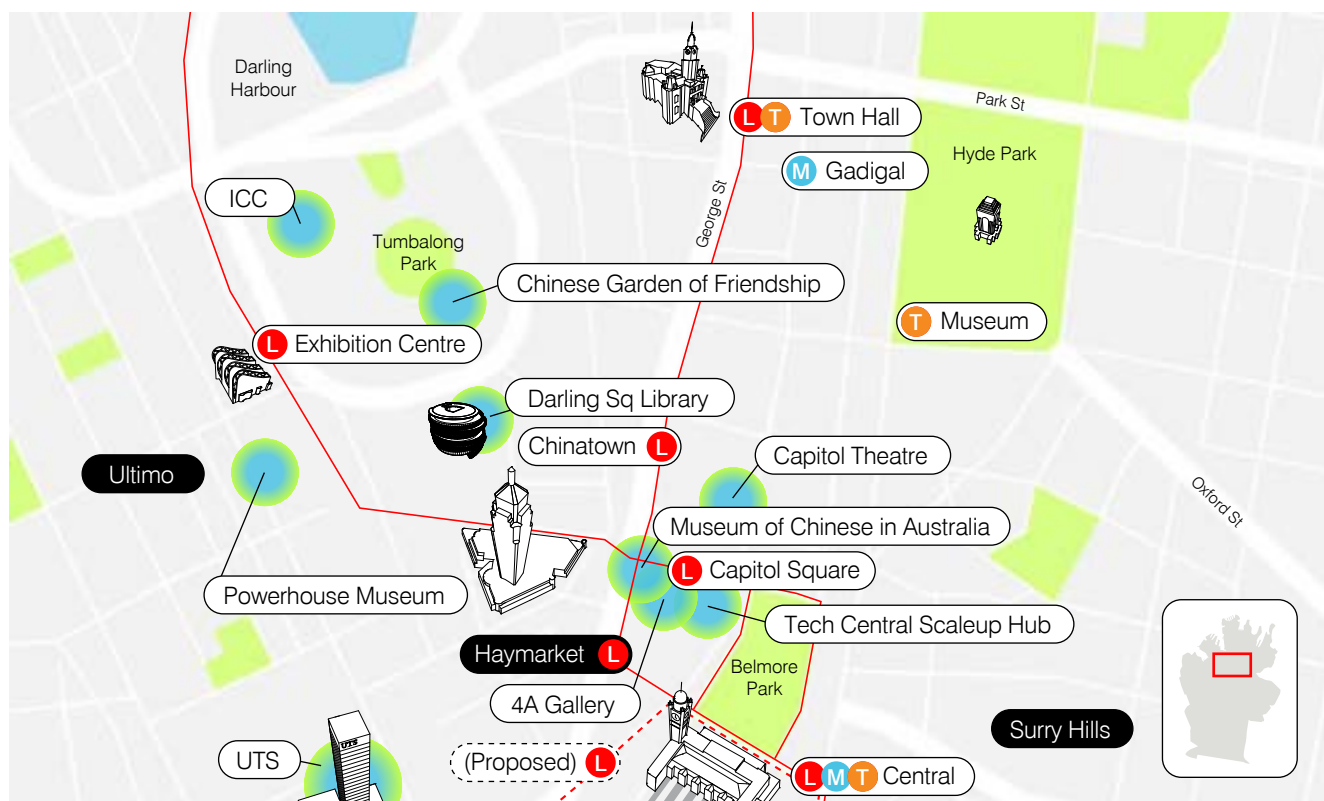 Darling
Harbour
Park St
L T Town Hall
Hyde Park
M Gadigal
ICC
George St
Tumbalong
Park
Chinese Garden of Friendship
T Museum
L Exhibition Centre
Darling Sq Library
Chinatown L
Capitol Theatre
Ultimo
Oxford St
Museum of Chinese in Australia
L Capitol Square
Powerhouse Museum
Tech Central Scaleup Hub
Haymarket L
Belmore
Park
4A Gallery
Surry Hills
UTS
UTS
(Proposed) L
L M T Central